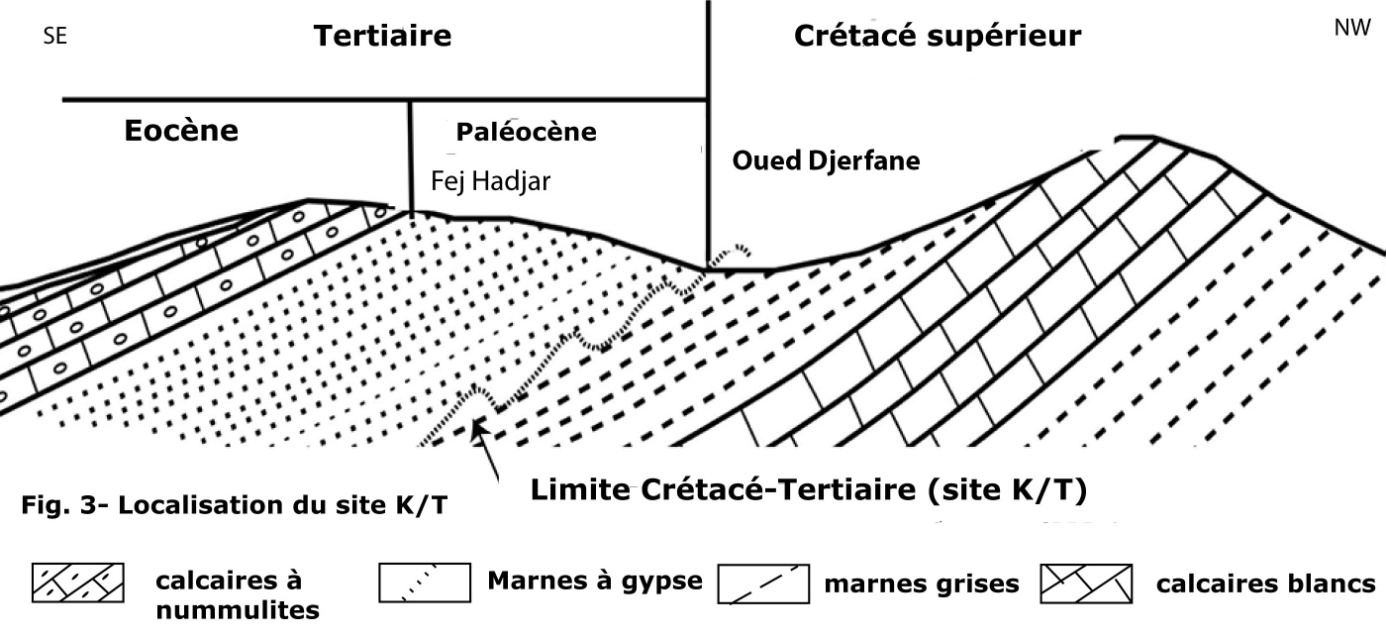 SE
Tertiaire
Crétacé supérieur
NW
Eocène
Paléocène
Fej Hadjar
Oued Djerfane
Limite Crétacé-Tertiaire (site K/T)
Fig. 3- Localisation du site K/T
calcaires à
nummulites
Marnes à gypse
marnes grises
calcaires blancs